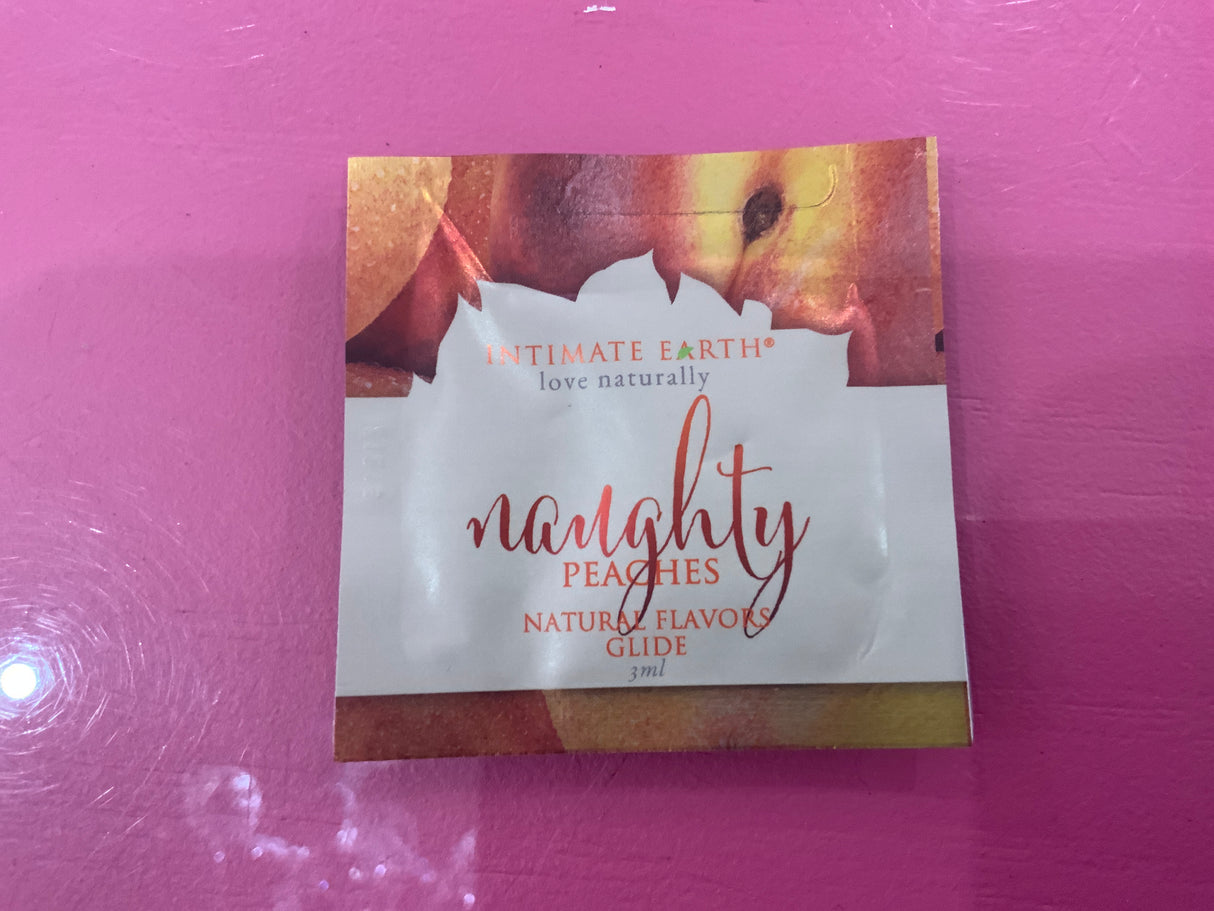 INTIMATE EARTH®
love naturally
naughty
PEACHES
NATURAL FLAVORS
GLIDE
3ml